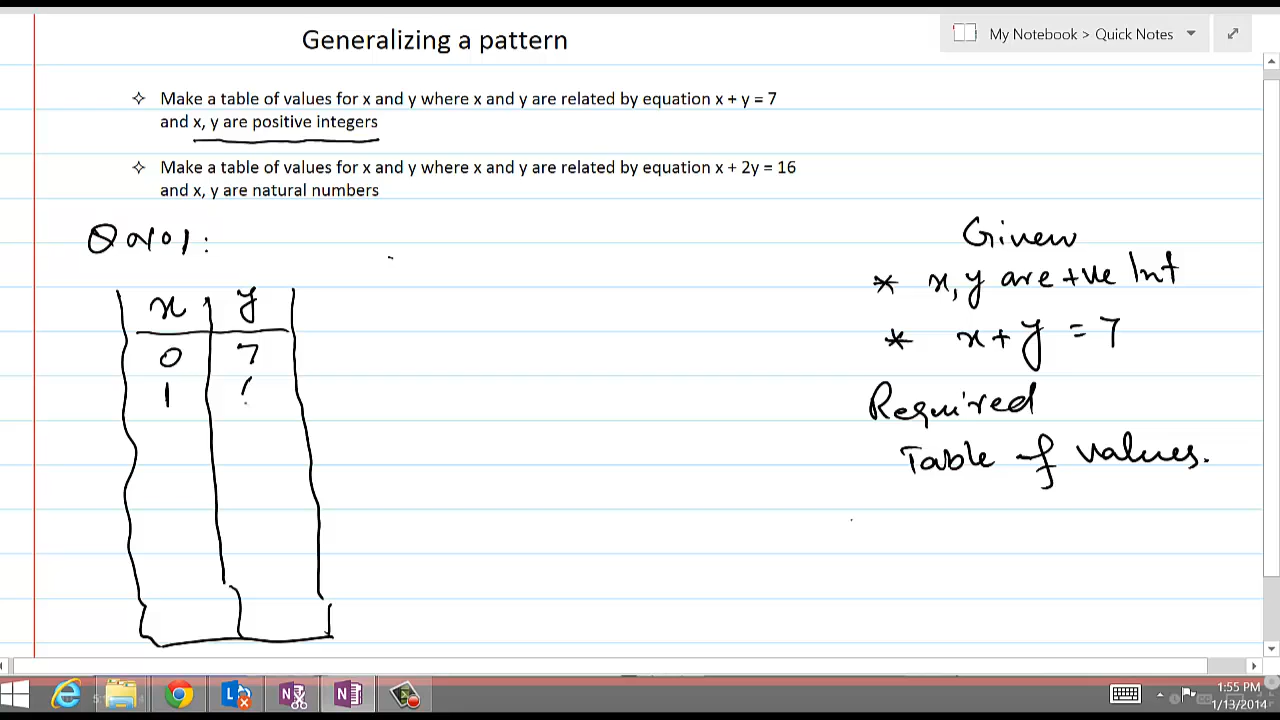 Generalizing a pattern
My Notebook > Quick Notes
✧ Make a table of values for x and y where x and y are related by equation x + y = 7
and x, y are positive integers
✧ Make a table of values for x and y where x and y are related by equation x + 2y = 16
and x, y are natural numbers
x y
0 7
1
Given
* x, y are +ve Int
* x + y = 7
Required
Table of values.
1:55 PM
1/13/2014